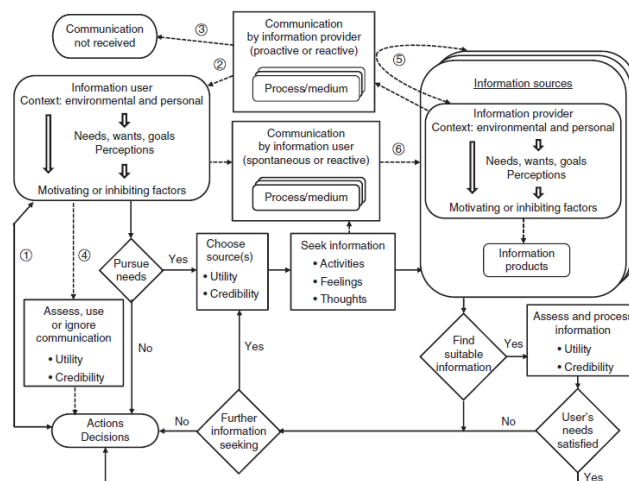 Communication
not received
③
Communication
by information provider
(proactive or reactive)
Process/medium
②
⑤
Information user
Context: environmental and personal
Needs, wants, goals
Perceptions
Motivating or inhibiting factors
Communication
by information user
(spontaneous or reactive)
Process/medium
⑥
Information sources
Information provider
Context: environmental and personal
Needs, wants, goals
Perceptions
Motivating or inhibiting factors
Information
products
①
④
Pursue
needs
Yes
No
Choose
source(s)
• Utility
• Credibility
Seek information
• Activities
• Feelings
• Thoughts
Assess, use
or ignore
communication
• Utility
• Credibility
Find
suitable
information
Yes
No
Assess and process
information
• Utility
• Credibility
Yes
Actions
Decisions
No
Further
information
seeking
User's
needs
satisfied
Yes